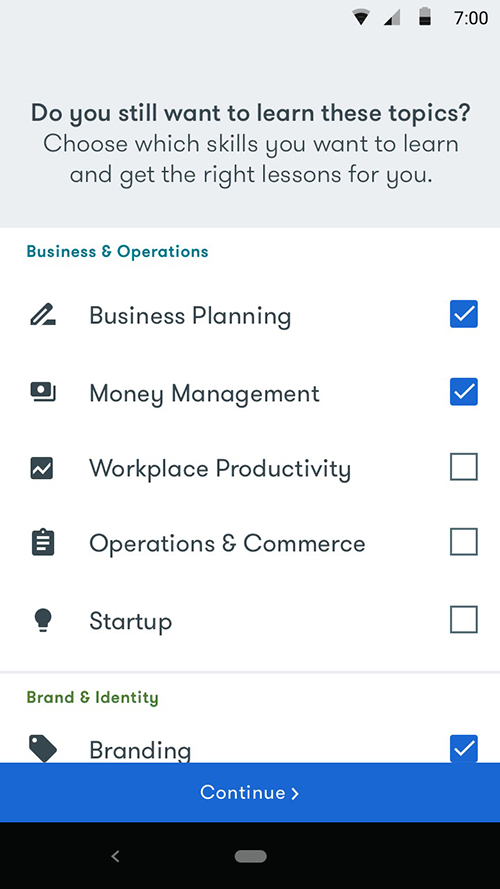 7:00
Do you still want to learn these topics?
Choose which skills you want to learn
and get the right lessons for you.
Business & Operations
Business Planning
Money Management
Workplace Productivity
Operations & Commerce
Startup
Brand & Identity
Branding
Continue